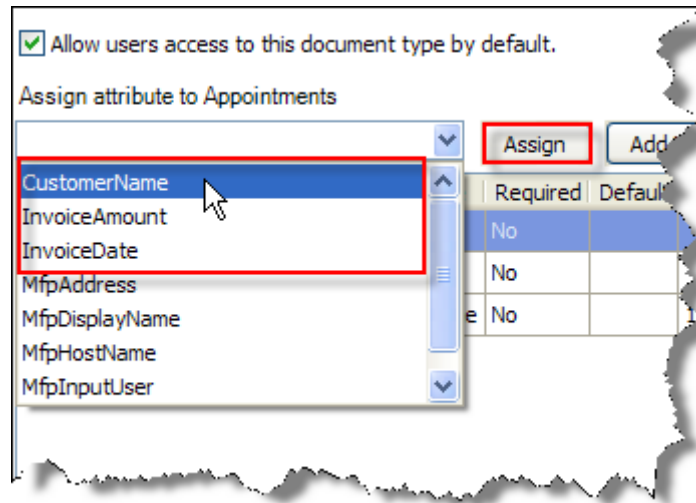 Allow users access to this document type by default.
Assign attribute to Appointments
Assign Add
CustomerName
Required
InvoiceAmount
No
InvoiceDate
MfpAddress
No
MfpDisplayName
e No
MfpHostName
MfpInputUser